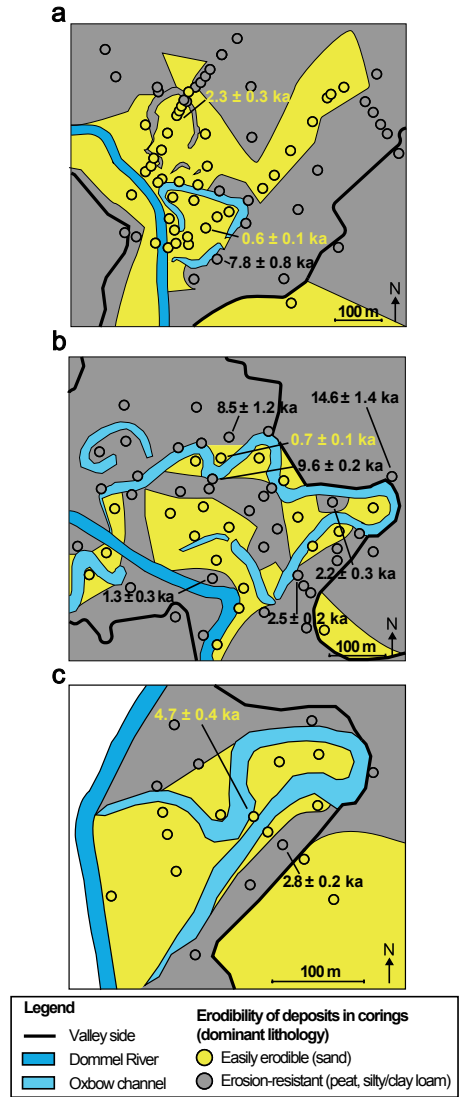 a
2.3 ± 0.3 ka
0.6 ± 0.1 ka
7.8 ± 0.8 ka
N
100 m
b
14.6 ± 1.4 ka
8.5 ± 1.2 ka
0.7 ± 0.1 ka
9.6 ± 0.2 ka
2.2 ± 0.3 ka
1.3 ± 0.3 ka
2.5 ± 0.2 ka
N
100 m
c
4.7 ± 0.4 ka
2.8 ± 0.2 ka
N
100 m
Legend
Valley side
Dommel River
Oxbow channel
Erodibility of deposits in corings
(dominant lithology)
Easily erodible (sand)
Erosion-resistant (peat, silty/clay loam)